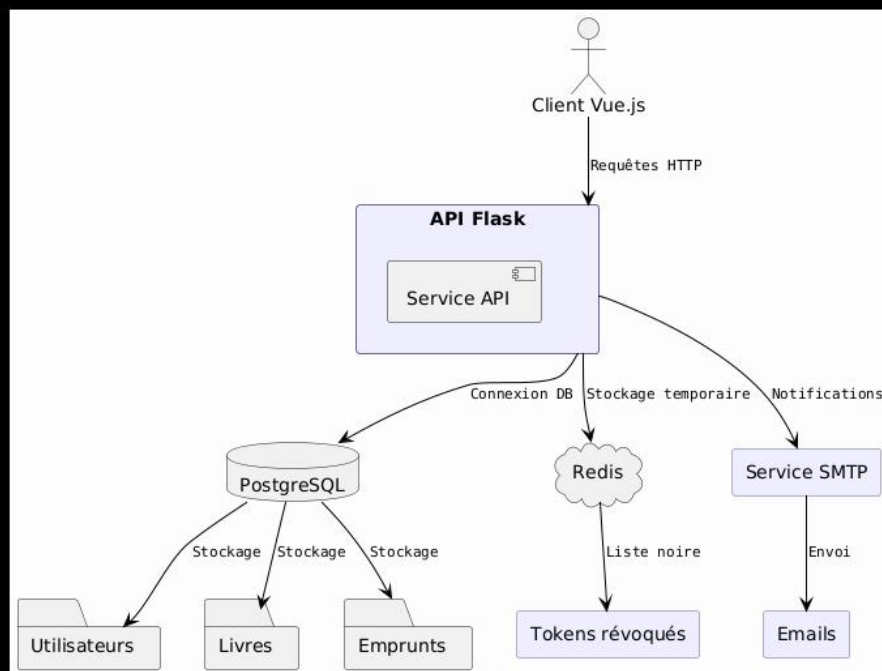 Client Vue.js
Requêtes HTTP
API Flask
Service API
Connexion DB
Stockage temporaire
Notifications
PostgreSQL
Redis
Service SMTP
Stockage
Stockage
Stockage
Liste noire
Envoi
Utilisateurs
Livres
Emprunts
Tokens révoqués
Emails